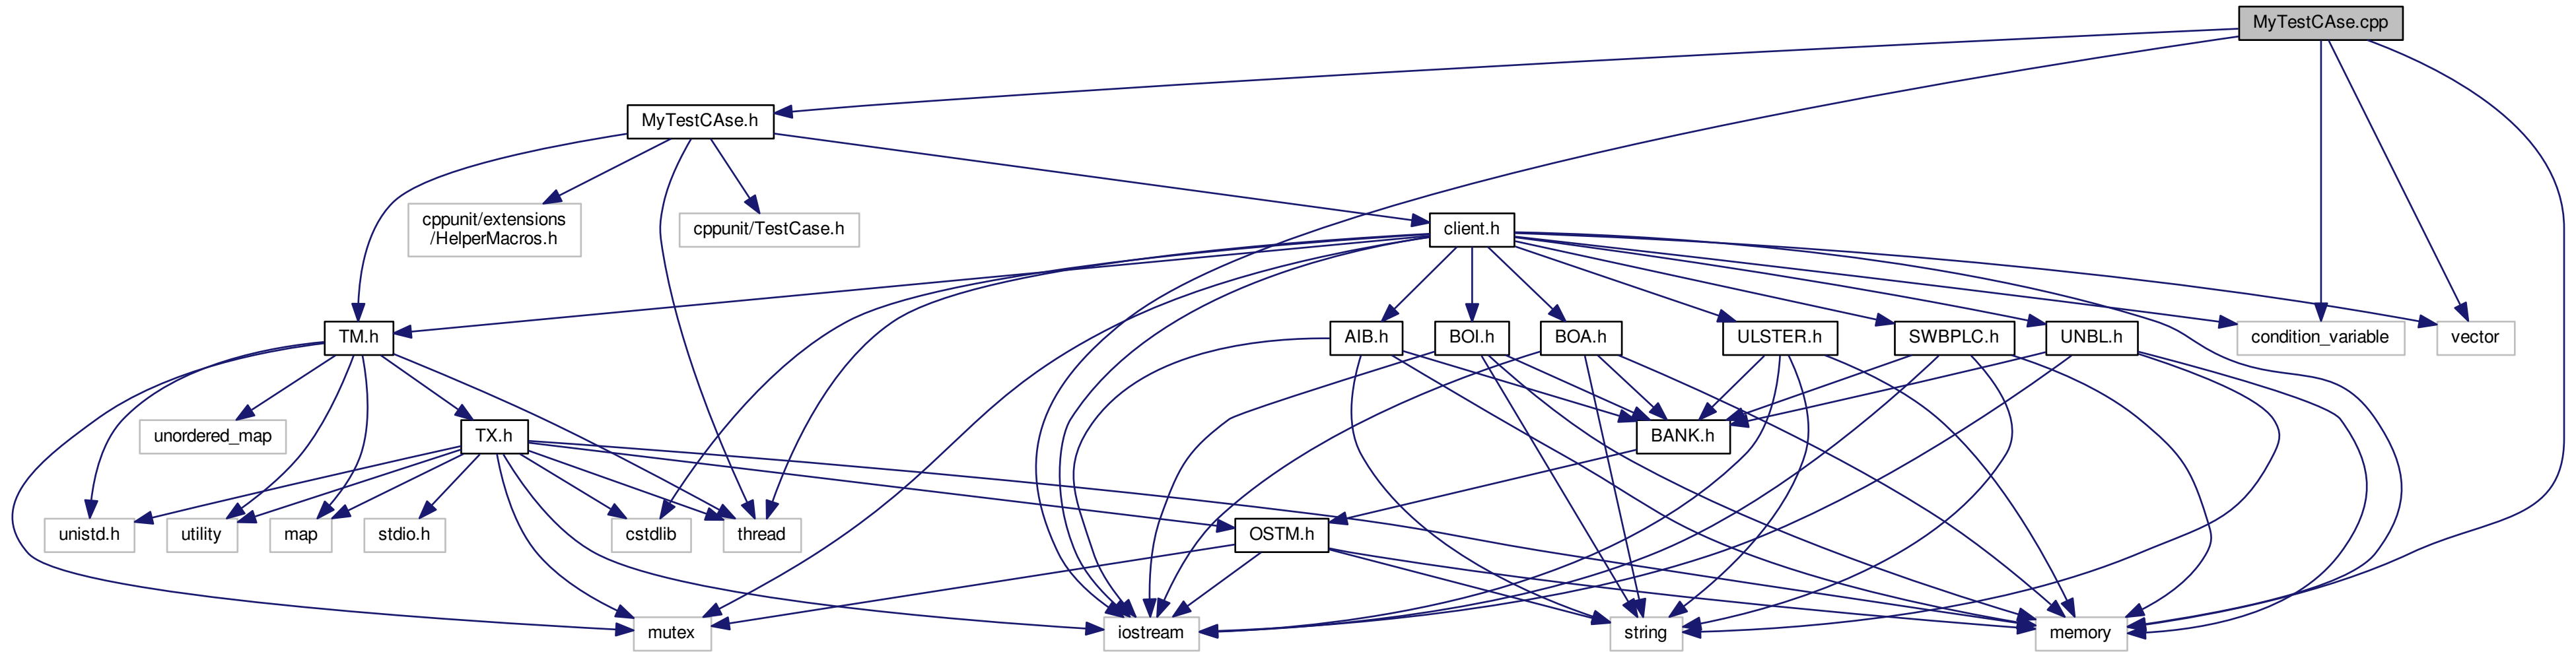 MyTestCAse.cpp
MyTestCAse.h
cppunit/extensions
/HelperMacros.h
cppunit/TestCase.h
client.h
TM.h
AIB.h
BOI.h
BOA.h
ULSTER.h
SWBPLC.h
UNBL.h
condition_variable
vector
unordered_map
TX.h
BANK.h
unistd.h
utility
map
stdio.h
cstdlib
thread
OSTM.h
mutex
iostream
string
memory